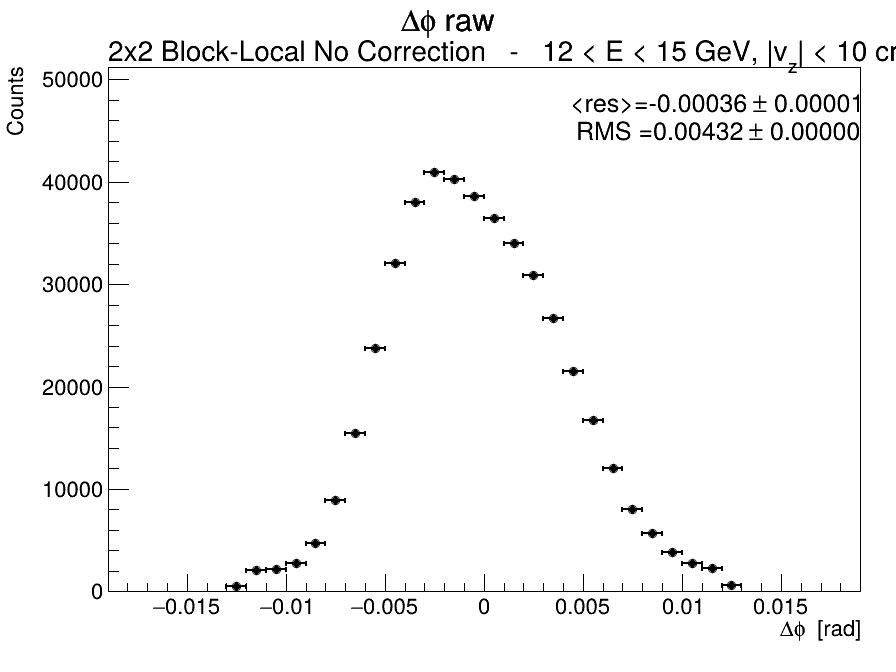 Δϕ raw
2x2 Block-Local No Correction - 12 < E < 15 GeV, |v_z| < 10 cm
Counts
<res>=-0.00036 ± 0.00001
RMS =0.00432 ± 0.00000
50000
40000
30000
20000
10000
0
−0.015 −0.01 −0.005 0 0.005 0.01 0.015
Δϕ [rad]